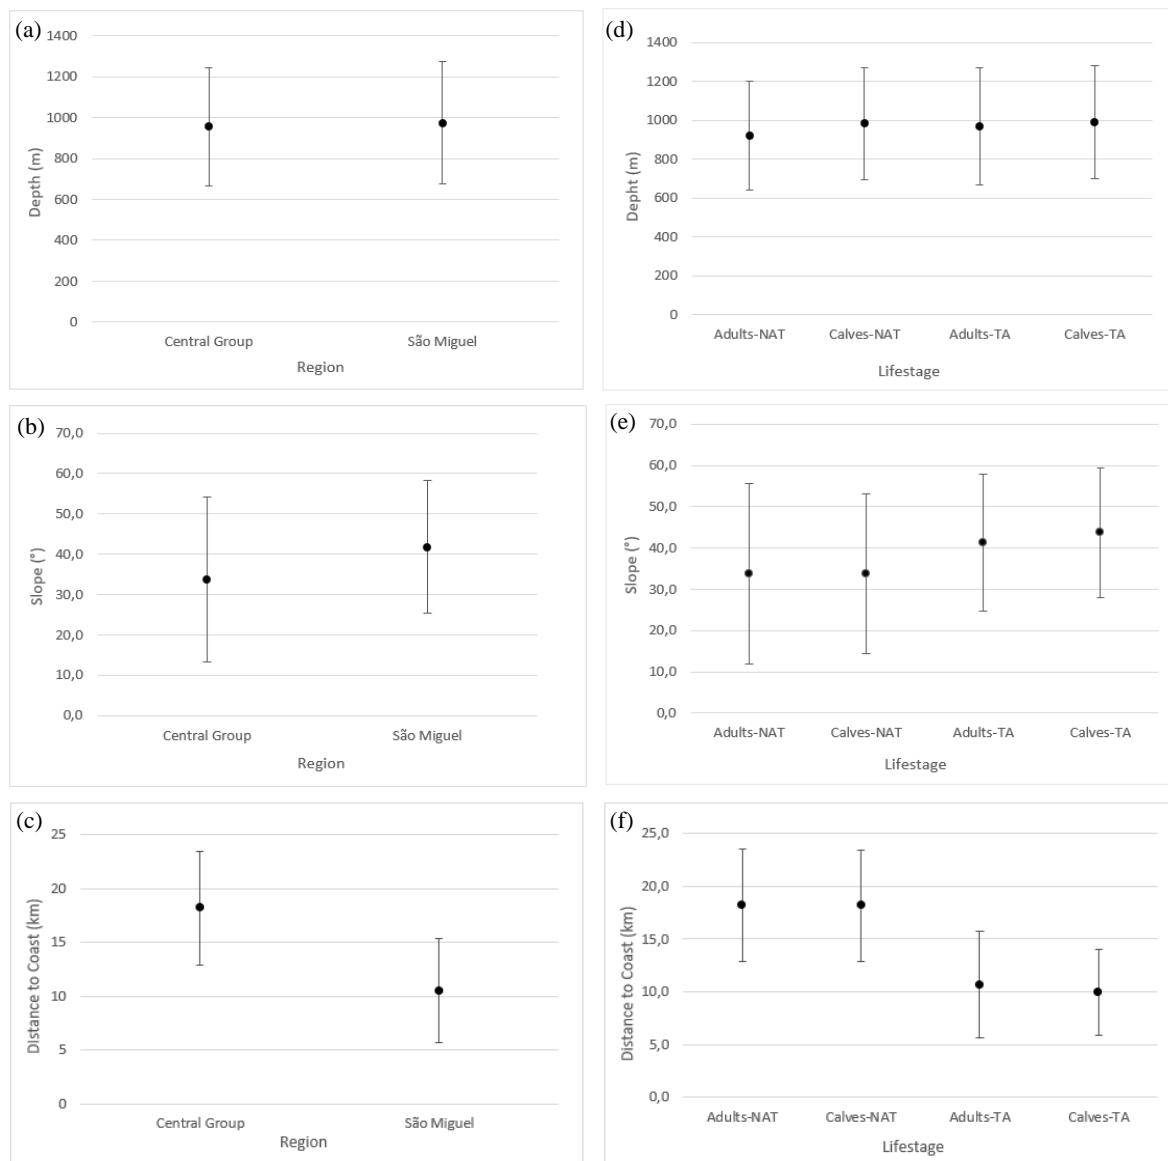 (a)
1400
1200
1000
800
600
400
200
0
Depth (m)
Central Group São Miguel
Region
(d)
1400
1200
1000
800
600
400
200
0
Depht (m)
Adults-NAT Calves-NAT Adults-TA Calves-TA
Lifestage
(b)
70,0
60,0
50,0
40,0
30,0
20,0
10,0
0,0
Slope (°)
Central Group São Miguel
Region
(e)
70,0
60,0
50,0
40,0
30,0
20,0
10,0
0,0
Slope (°)
Adults-NAT Calves-NAT Adults-TA Calves-TA
Lifestage
(c)
25
20
15
10
5
0
Distance to Coast (km)
Central Group São Miguel
Region
(f)
25,0
20,0
15,0
10,0
5,0
0,0
Distance to Coast (km)
Adults-NAT Calves-NAT Adults-TA Calves-TA
Lifestage